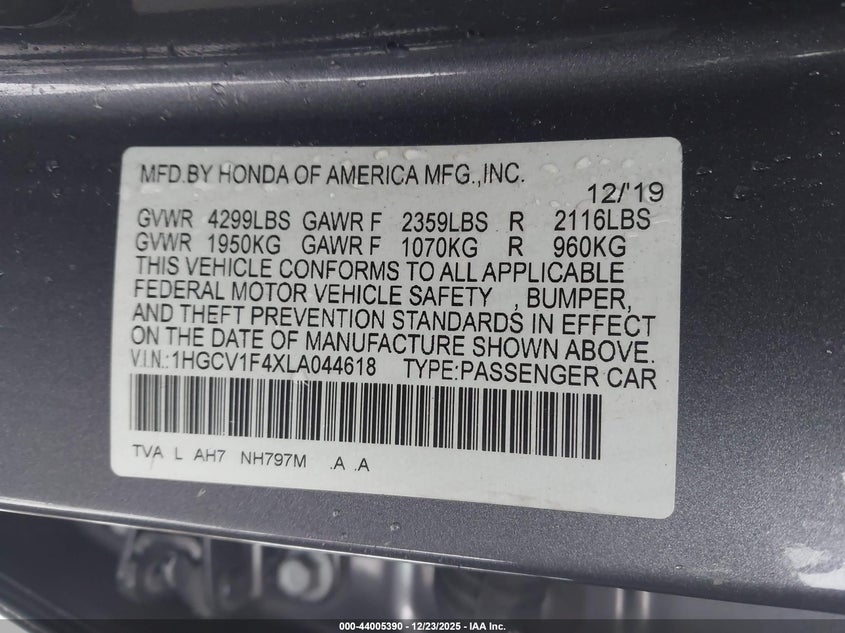 MFD.BY HONDA OF AMERICA MFG.,INC.
12/'19
GVWR 4299LBS GAWR F 2359LBS R 2116LBS
GVWR 1950KG GAWR F 1070KG R 960KG
THIS VEHICLE CONFORMS TO ALL APPLICABLE
FEDERAL MOTOR VEHICLE SAFETY , BUMPER,
AND THEFT PREVENTION STANDARDS IN EFFECT
ON THE DATE OF MANUFACTURE SHOWN ABOVE.
V.I.N.:1HGCV1F4XLA044618 TYPE:PASSENGER CAR
TVA L AH7 NH797M .A .A
000-44005390 - 12/23/2025 - IAA Inc.